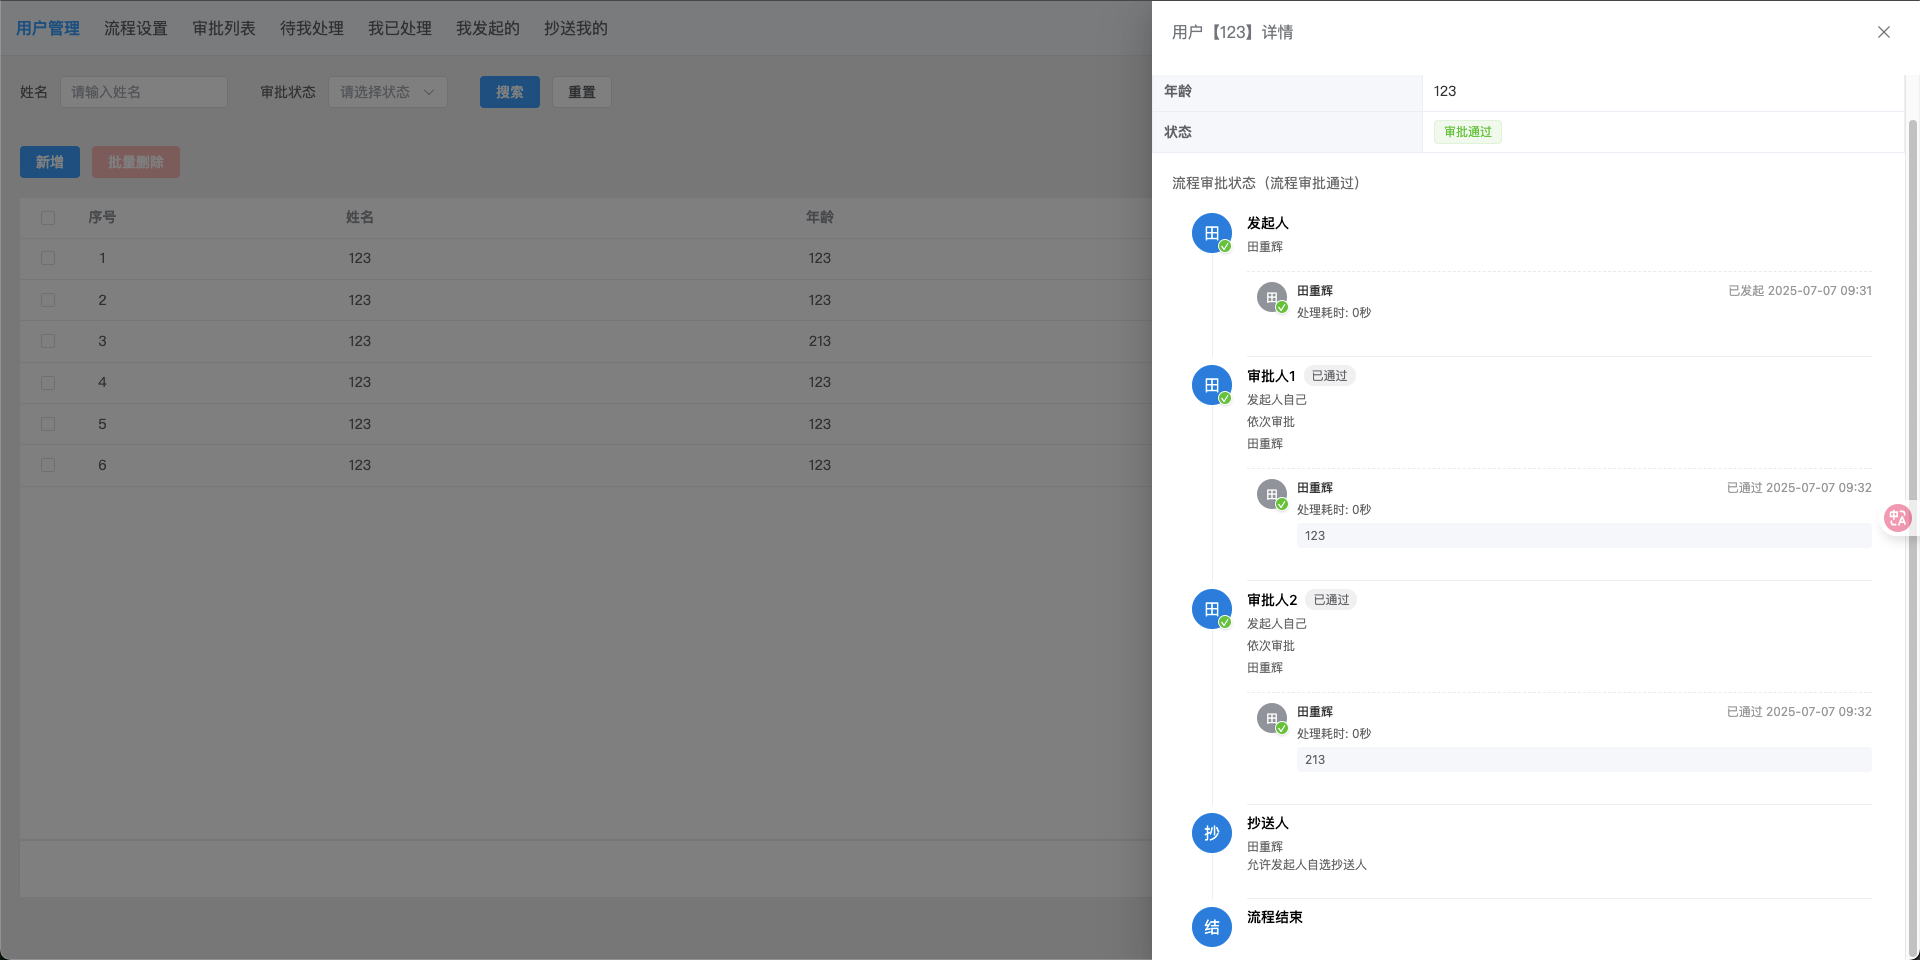 用户管理 流程设置 审批列表 待我处理 我已处理 我发起的 抄送我的
姓名 请输入姓名 审批状态 请选择状态 搜索 重置
新增 批量删除
序号 姓名 年龄
1 123 123
2 123 123
3 123 213
4 123 123
5 123 123
6 123 123
用户【123】详情
年龄 123
状态 审批通过
流程审批状态（流程审批通过）
田 发起人
田重辉
田 田重辉 已发起 2025-07-07 09:31
处理耗时: 0秒
田 审批人1 已通过
发起人自己
依次审批
田重辉
田 田重辉 已通过 2025-07-07 09:32
处理耗时: 0秒
123
田 审批人2 已通过
发起人自己
依次审批
田重辉
田 田重辉 已通过 2025-07-07 09:32
处理耗时: 0秒
213
抄 抄送人
田重辉
允许发起人自选抄送人
结 流程结束
中A